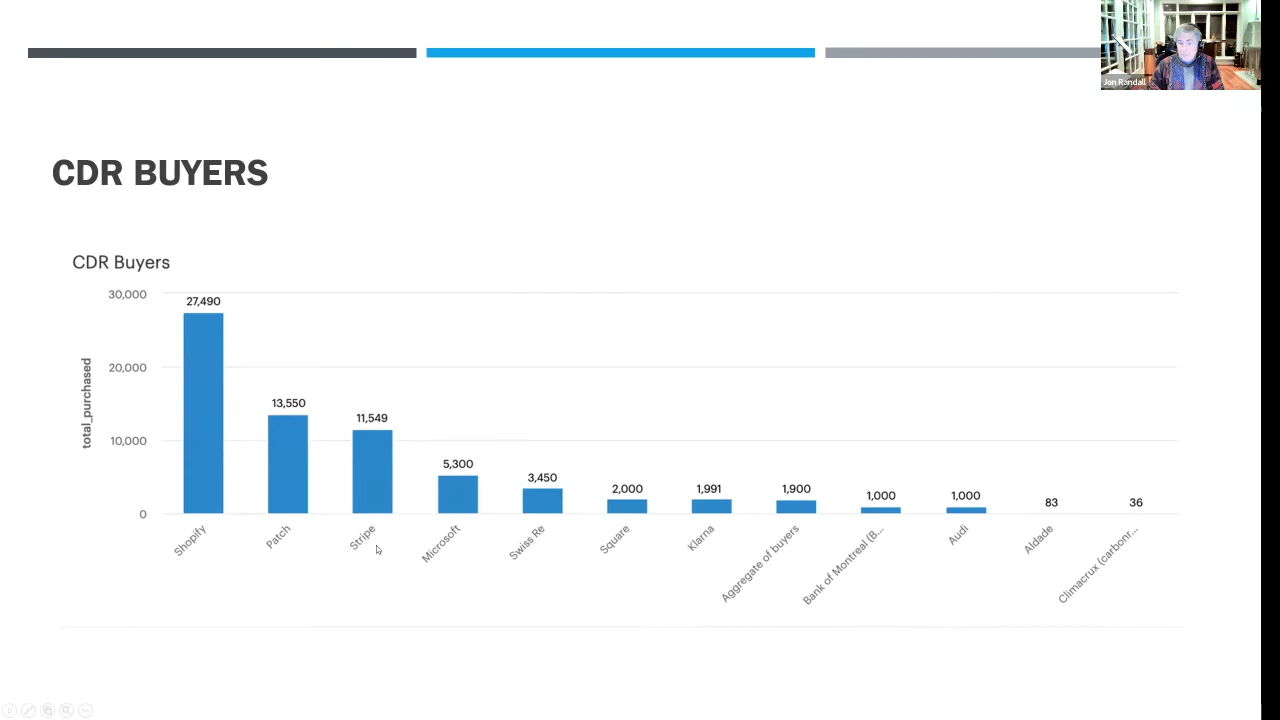 Jon Randall
CDR BUYERS
CDR Buyers
total_purchased
30,000
20,000
10,000
0
27,490
13,550
11,549
5,300
3,450
2,000
1,991
1,900
1,000
1,000
83
36
Shopify
Patch
Stripe
Microsoft
Swiss Re
Square
Klarna
Aggregate of buyers
Bank of Montreal (B...
Audi
Aldade
Climacrux (carbonr...